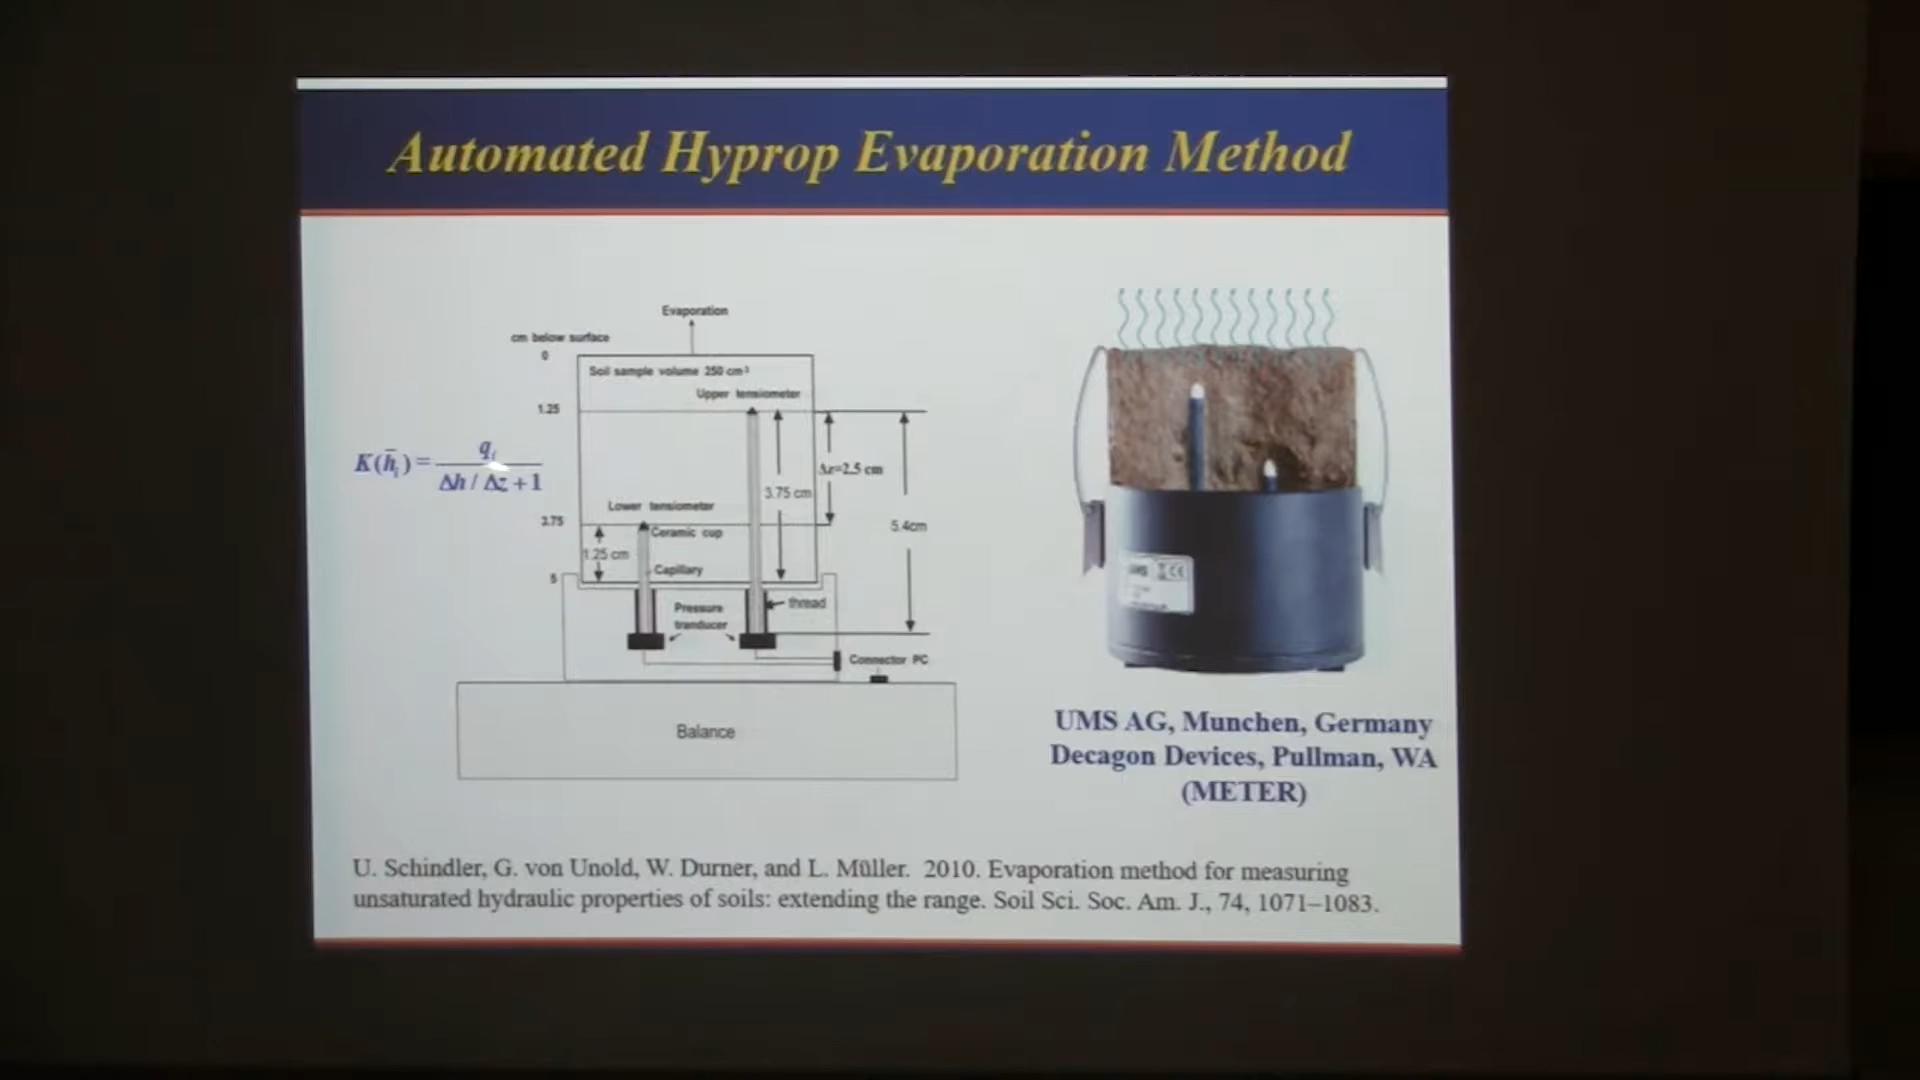 Automated Hyprop Evaporation Method
Evaporation
cm below surface
0
Soil sample volume 250 cm³
Upper tensiometer
1.25
K(h̄ᵢ) = qᵢ / Δh / Δz + 1
Δz=2.5 cm
3.75 cm
Lower tensiometer
3.75
Ceramic cup
5.4cm
1.25 cm
Capillary
5
Pressure
tranducer
thread
Connector PC
Balance
UMS
CE
UMS AG, Munchen, Germany
Decagon Devices, Pullman, WA
(METER)
U. Schindler, G. von Unold, W. Durner, and L. Müller. 2010. Evaporation method for measuring
unsaturated hydraulic properties of soils: extending the range. Soil Sci. Soc. Am. J., 74, 1071–1083.